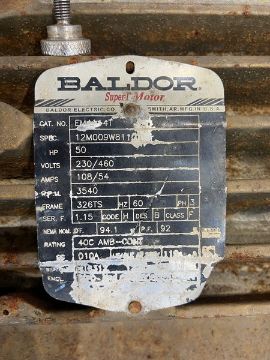 BALDOR
Super-E Motor
BALDOR ELECTRIC CO. FT. SMITH, AR. MFG. IN U.S.A.
CAT. NO.
SPEC. 12M009W811
HP 50
VOLTS 230/460
AMPS 108/54
R.P.M. 3540
FRAME 326TS HZ 60 PH 3
SER. F. 1.15 CODE H DES B CLASS F
NEMA NOM. EFF. 94.1 P.F. 92
RATING 40C AMB-CONT
010A